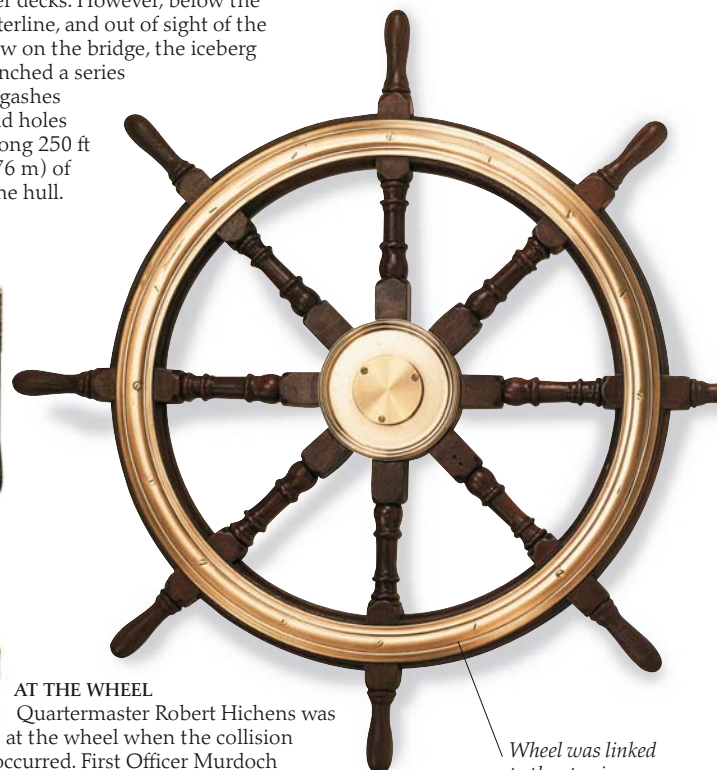 er decks. However, below the
terline, and out of sight of the
w on the bridge, the iceberg
nched a series
gashes
d holes
ong 250 ft
76 m) of
he hull.
AT THE WHEEL
Quartermaster Robert Hichens was
at the wheel when the collision
occurred. First Officer Murdoch
Wheel was linked